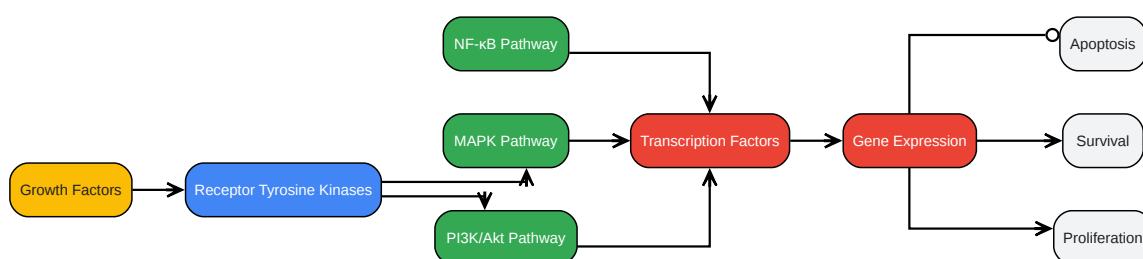 NF-κB Pathway
Apoptosis
MAPK Pathway
Transcription Factors
Gene Expression
Survival
Growth Factors
Receptor Tyrosine Kinases
PI3K/Akt Pathway
Proliferation